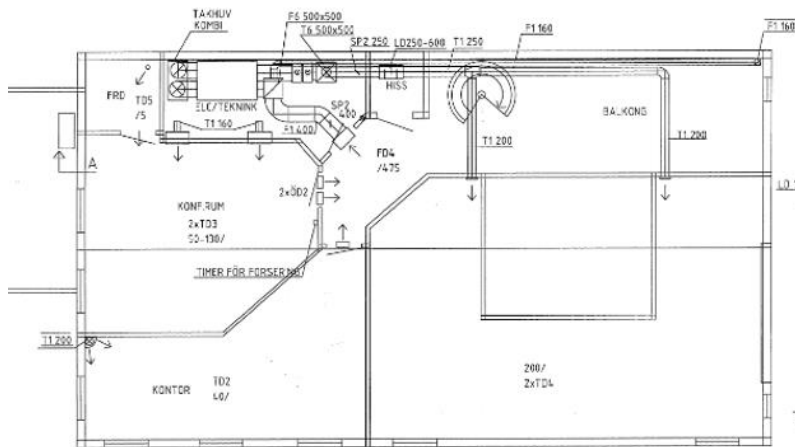 TAKHUV
KOMBI
F6 500x500
T6 500x500
SP2 250
LD250-600
T1 250
F1 160
F1 160
FRD
TD5
/5
ELC/TEKNINK
SP2
400
HISS
BALKONG
T1 160
F1 400
FD4
/475
T1 200
T1 200
A
2xÖD2
KONF.RUM
2xTD3
50-130/
LD
TIMER FÖR FORSERING
T1 200
KONTOR
TD2
40/
200/
2xTD4